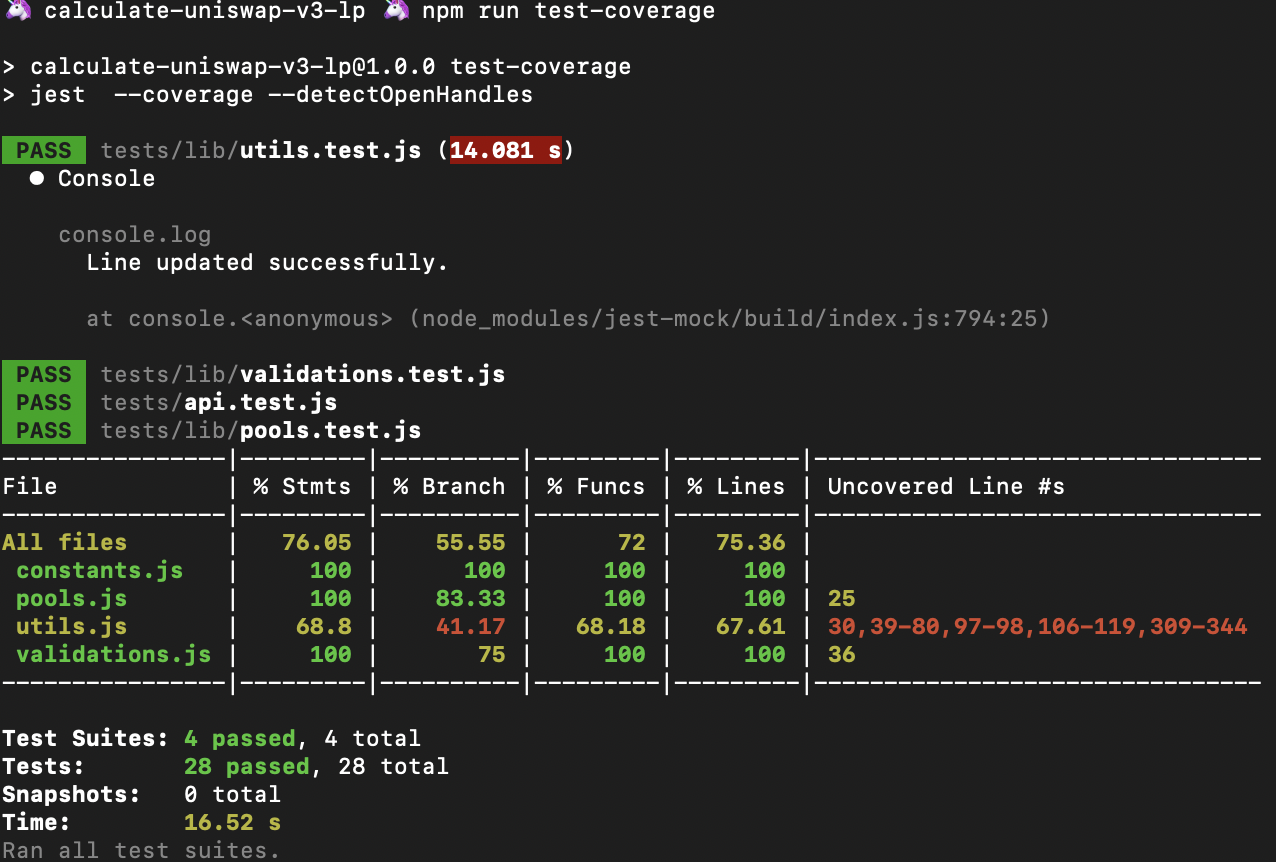 🦄 calculate-uniswap-v3-lp 🦄 npm run test-coverage
> calculate-uniswap-v3-lp@1.0.0 test-coverage
> jest  --coverage --detectOpenHandles
PASS tests/lib/utils.test.js (14.081 s)
● Console
console.log
Line updated successfully.
at console.<anonymous> (node_modules/jest-mock/build/index.js:794:25)
PASS tests/lib/validations.test.js
PASS tests/api.test.js
PASS tests/lib/pools.test.js
----------------|---------|----------|---------|---------|--------------------------------
File            | % Stmts | % Branch | % Funcs | % Lines | Uncovered Line #s
----------------|---------|----------|---------|---------|--------------------------------
All files       |   76.05 |    55.55 |      72 |   75.36 |
 constants.js   |     100 |      100 |     100 |     100 |
 pools.js       |     100 |    83.33 |     100 |     100 | 25
 utils.js       |    68.8 |    41.17 |   68.18 |   67.61 | 30,39-80,97-98,106-119,309-344
 validations.js |     100 |       75 |     100 |     100 | 36
----------------|---------|----------|---------|---------|--------------------------------
Test Suites: 4 passed, 4 total
Tests:       28 passed, 28 total
Snapshots:   0 total
Time:        16.52 s
Ran all test suites.